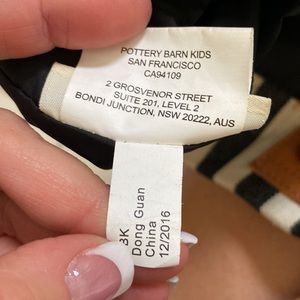 POTTERY BARN KIDS
SAN FRANCISCO
CA94109
2 GROSVENOR STREET
SUITE 201, LEVEL 2
BONDI JUNCTION, NSW 20222, AUS
BK
Dong Guan
China
12/2016